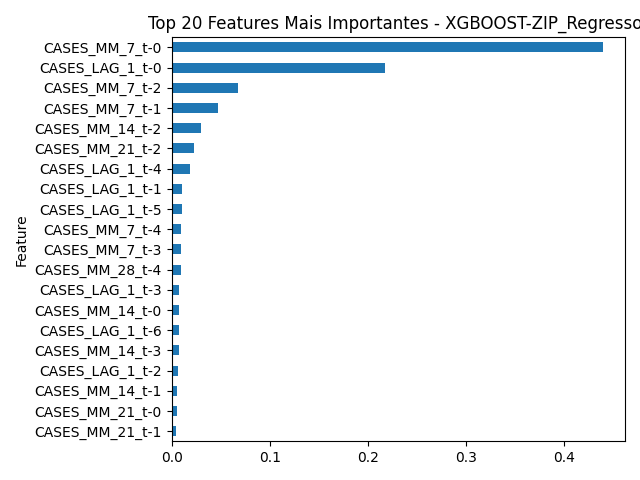 Top 20 Features Mais Importantes - XGBOOST-ZIP_Regresso
CASES_MM_7_t-0
CASES_LAG_1_t-0
CASES_MM_7_t-2
CASES_MM_7_t-1
CASES_MM_14_t-2
CASES_MM_21_t-2
CASES_LAG_1_t-4
CASES_LAG_1_t-1
CASES_LAG_1_t-5
CASES_MM_7_t-4
CASES_MM_7_t-3
CASES_MM_28_t-4
CASES_LAG_1_t-3
CASES_MM_14_t-0
CASES_LAG_1_t-6
CASES_MM_14_t-3
CASES_LAG_1_t-2
CASES_MM_14_t-1
CASES_MM_21_t-0
CASES_MM_21_t-1
Feature
0.0 0.1 0.2 0.3 0.4